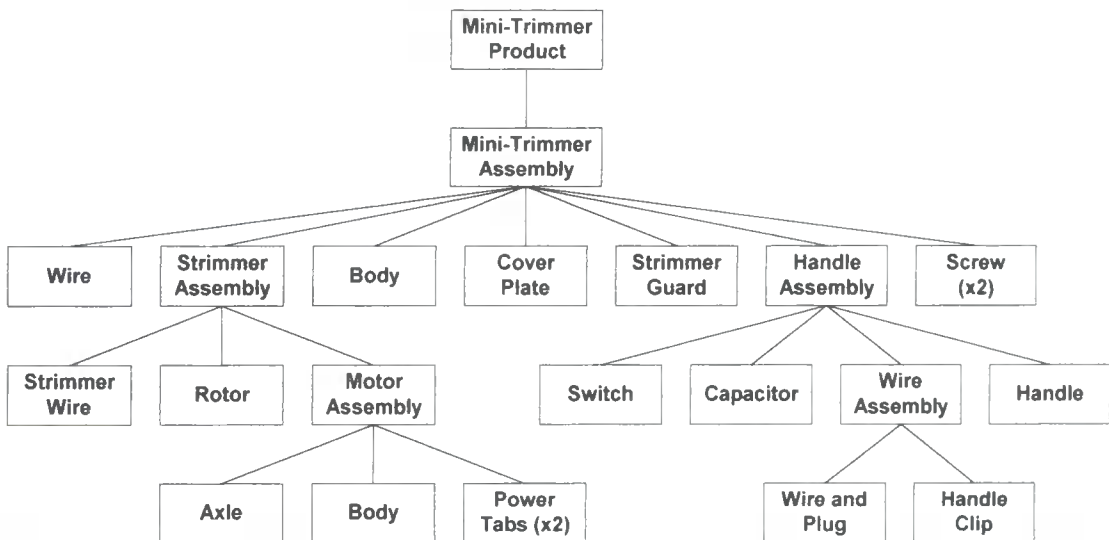 Mini-Trimmer
Product
Mini-Trimmer
Assembly
Wire
Strimmer
Assembly
Body
Cover
Plate
Strimmer
Guard
Handle
Assembly
Screw
(x2)
Strimmer
Wire
Rotor
Motor
Assembly
Switch
Capacitor
Wire
Assembly
Handle
Axle
Body
Power
Tabs (x2)
Wire and
Plug
Handle
Clip